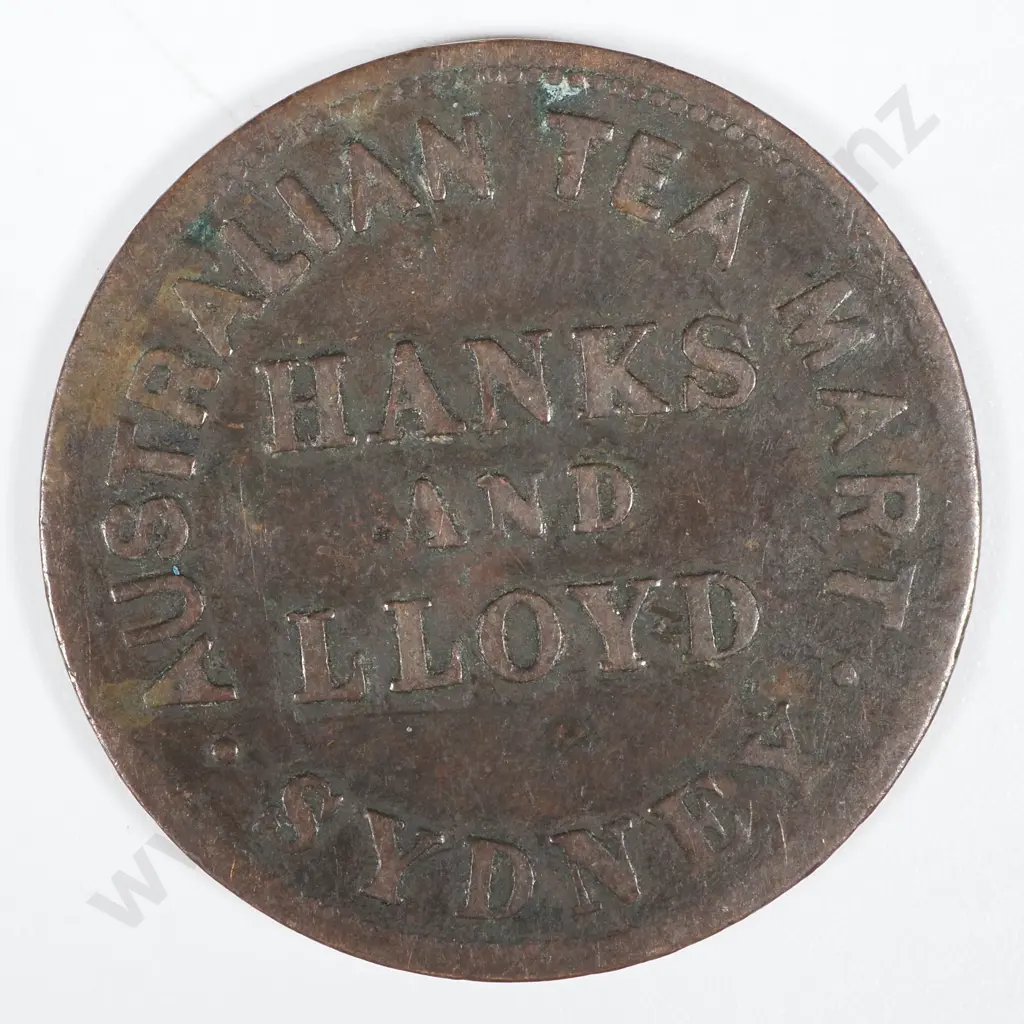 AUSTRALIAN TEA MART
HANKS
AND
LLOYD
· SYDNEY ·